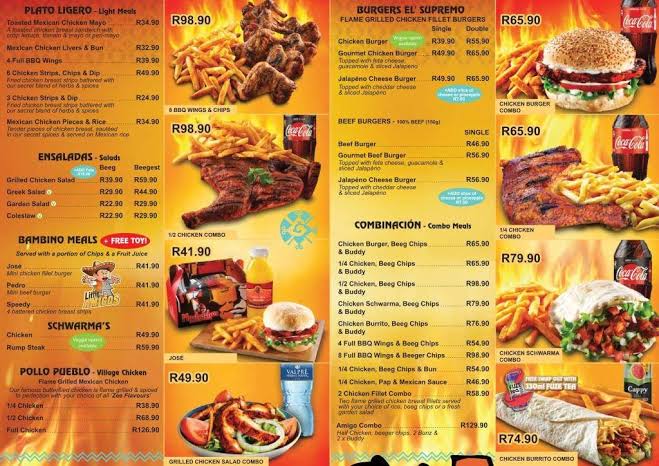 PLATO LIGERO - Light Meals
Toasted Mexican Chicken Mayo R34.90
A toasted chicken breast sandwich with
crisp lettuce, tomato & mayo or peri-mayo
Mexican Chicken Livers & Bun R32.90
4 Full BBQ Wings R39.90
6 Chicken Strips, Chips & Dip R49.90
Fried chicken breast strips battered with
our secret blend of herbs & spices
3 Chicken Strips & Dip R24.90
Fried chicken breast strips battered with
our secret blend of herbs & spices
Mexican Chicken Pieces & Rice R34.90
Tender pieces of chicken breast, sautéed
in our secret spices & served on Mexican rice
ENSALADAS - Salads
Beeg Beegest
Grilled Chicken Salad R39.90 R59.90
Greek Salad R29.90 R44.90
Garden Salad R22.90 R29.90
Coleslaw R22.90 R29.90
BAMBINO MEALS + FREE TOY!
Served with a portion of Chips & a Fruit Juice
José R41.90
Mini chicken fillet burger
Pedro R41.90
Mini beef burger
Speedy R41.90
4 battered chicken breast strips
SCHWARMA'S
Chicken R49.90
Rump Steak R59.90
POLLO PUEBLO - Village Chicken
Flame Grilled Mexican Chicken
Our famous butterflied chicken is flame grilled & spiced
to perfection with your choice of all 'Zee Flavours'
1/4 Chicken R38.90
1/2 Chicken R68.90
Full Chicken R126.90
R98.90
8 BBQ WINGS & CHIPS
R98.90
Coca-Cola
1/2 CHICKEN COMBO
R41.90
JOSÉ
R49.90
VALPRÉ
GRILLED CHICKEN SALAD COMBO
BURGERS EL' SUPREMO
FLAME GRILLED CHICKEN FILLET BURGERS
Single Double
Chicken Burger R39.90 R55.90
Gourmet Chicken Burger R49.90 R65.90
Topped with feta cheese,
guacamole & sliced Jalapéno
Jalapéno Cheese Burger R49.90 R65.90
Topped with cheddar cheese
& sliced Jalapéno
+ADD slice of
cheese or pineapple
R7.90
BEEF BURGERS - 100% BEEF (150g)
SINGLE
Beef Burger R46.90
Gourmet Beef Burger R56.90
Topped with feta cheese, guacamole &
sliced Jalapéno
Jalapéno Cheese Burger R56.90
Topped with cheddar cheese
& sliced Jalapéno
+ADD slice of
cheese or pineapple
R7.90
COMBINACIÓN - Combo Meals
Chicken Burger, Beeg Chips R65.90
& Buddy
1/4 Chicken, Beeg Chips R65.90
& Buddy
1/2 Chicken, Beeg Chips R98.90
& Buddy
Chicken Schwarma, Beeg Chips R79.90
& Buddy
Chicken Burrito, Beeg Chips R76.90
& Buddy
4 Full BBQ Wings & Beeg Chips R54.90
8 Full BBQ Wings & Beeger Chips R98.90
1/4 Chicken, Beeg Chips & Bun R54.90
1/4 Chicken, Pap & Mexican Sauce R46.90
2 Chicken Fillet Combo R58.90
Two flame grilled chicken breast fillets served
with your choice of rice, beeg chips or a fresh
garden salad
Amigo Combo R129.90
Half Chicken, beeger chips, 2 Bunz &
2 x Buddy
R65.90
Coca-Cola
CHICKEN BURGER
COMBO
R65.90
Coca-Cola
1/4 CHICKEN
COMBO
R79.90
Coca-Cola
CHICKEN SCHWARMA
COMBO
FREE SWAP OUT WITH
330ml FUZE TEA
Cappy
R74.90
CHICKEN BURRITO COMBO